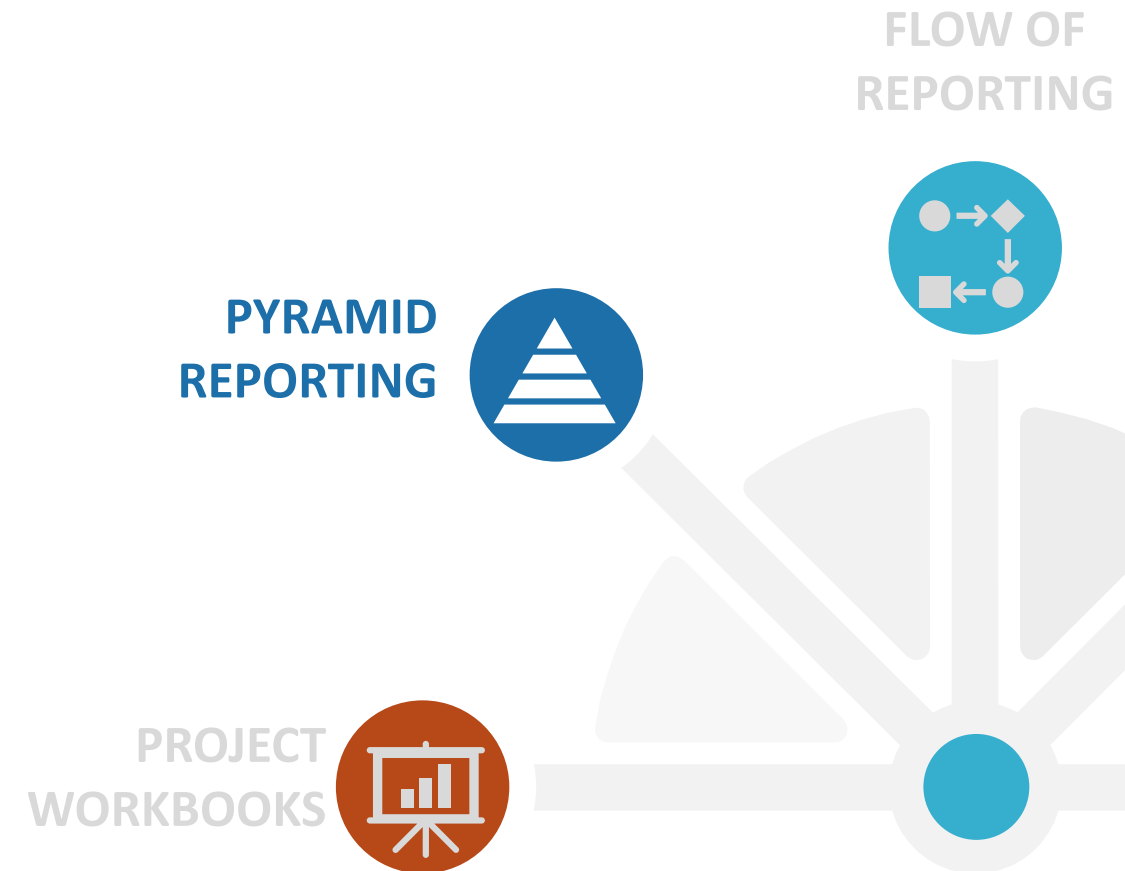 FLOW OF
REPORTING
PYRAMID
REPORTING
PROJECT
WORKBOOKS